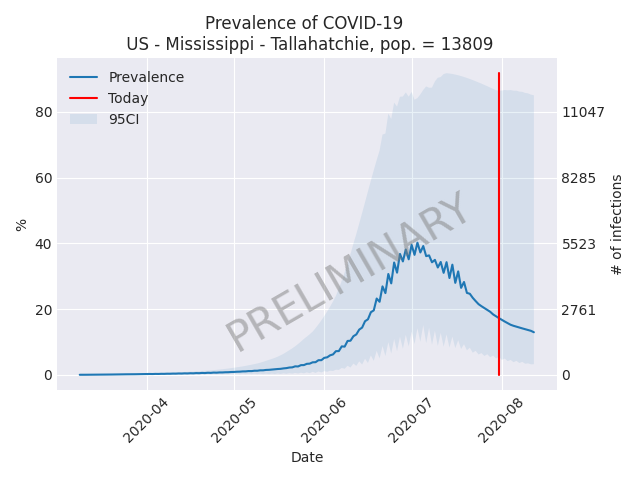 Prevalence of COVID-19
US - Mississippi - Tallahatchie, pop. = 13809
Prevalence
Today
95CI
80
60
40
20
0
%
11047
8285
5523
2761
0
# of infections
PRELIMINARY
2020-04
2020-05
2020-06
2020-07
2020-08
Date